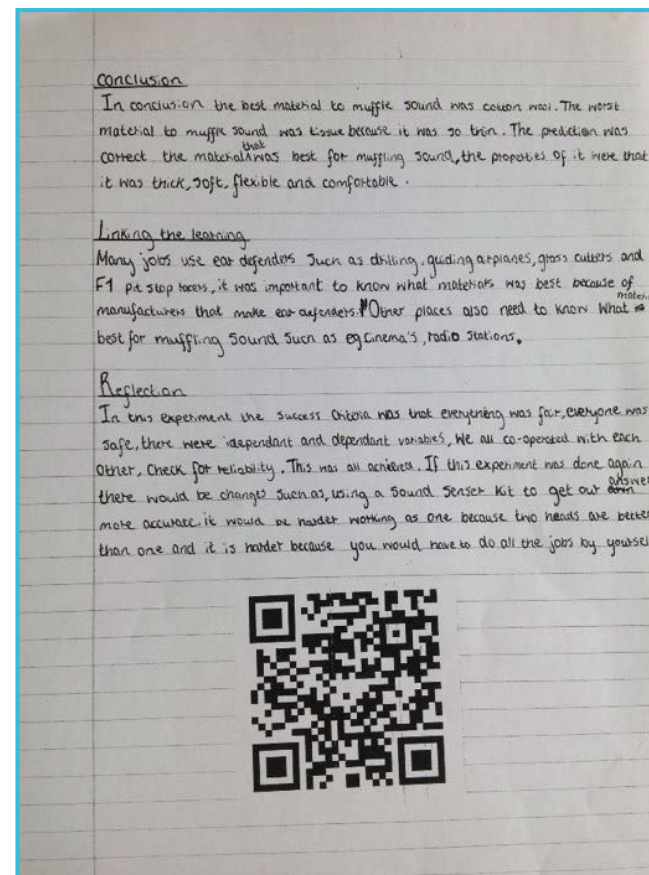 conclusion
In conclusion the best material to muffle sound was cotton wool. The worst
material to muffle sound was tissue because it was so thin. The prediction was
correct the material that was best for muffling sound, the properties of it were that
it was thick, soft, flexible and comfortable.
Linking the learning
Many jobs use ear defenders such as drilling, guiding airplanes, grass cutters and
F1 pit stop racers, it was important to know what materials was best because of
manufacturers that make ear defenders. Other places also need to know what
best for muffling sound such as eg cinema's, radio stations.
Reflection
In this experiment the success criteria was that everything was fair, everyone was
safe, there were idependant and dependant variables, we all co-operated with each
other, check for reliability. This was all achieved. If this experiment was done again
there would be changes such as, using a sound senser kit to get our answer
more accurate. it would be harder working as one because two heads are better
than one and it is harder because you would have to do all the jobs by